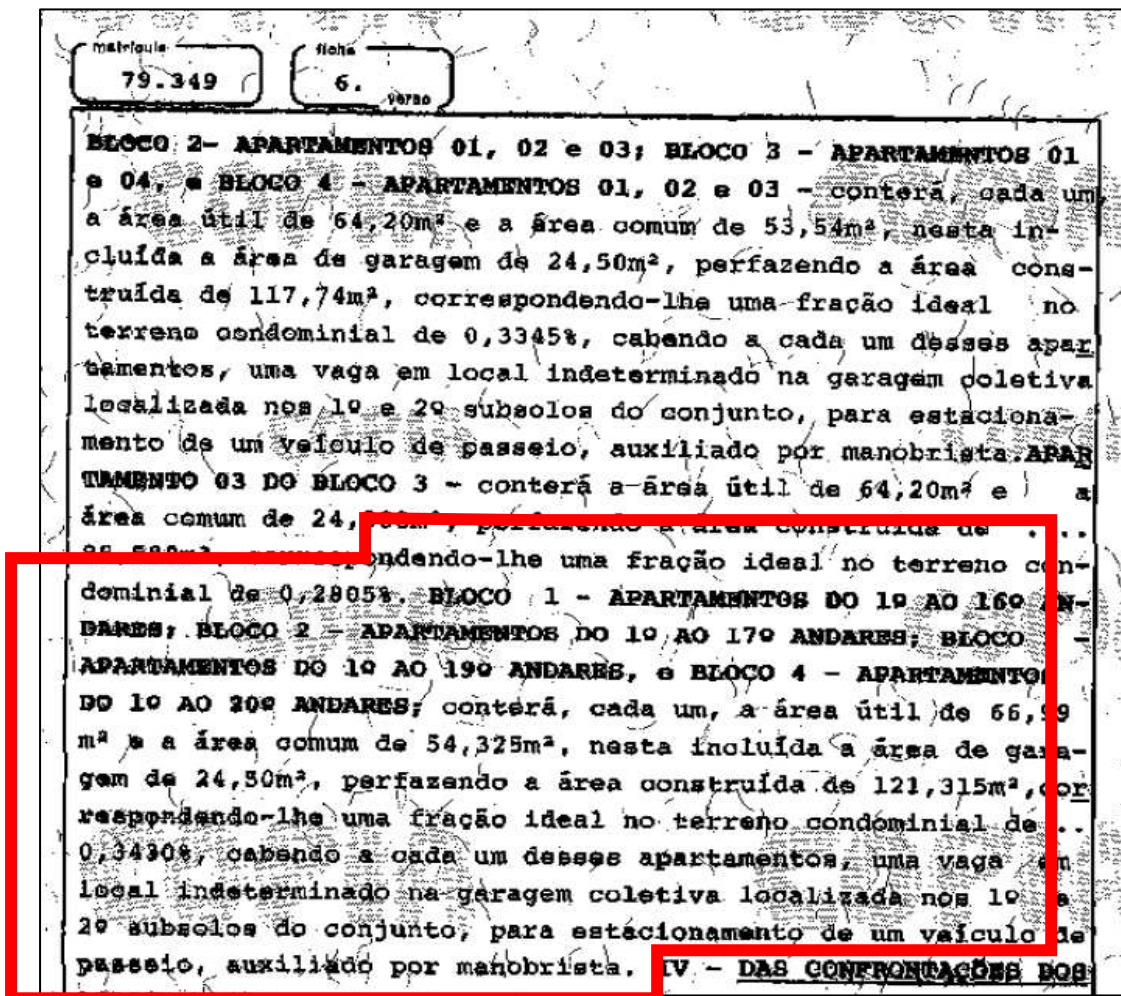 matrícula
79.349
ficha
6.
verso
BLOCO 2- APARTAMENTOS 01, 02 e 03; BLOCO 3 - APARTAMENTOS 01
e 04, e BLOCO 4 - APARTAMENTOS 01, 02 e 03 - conterá, cada um,
a área útil de 64,20m² e a área comum de 53,54m², nesta in-
cluída a área de garagem de 24,50m², perfazendo a área cons-
truída de 117,74m², correspondendo-lhe uma fração ideal no
terreno condominial de 0,3345%, cabendo a cada um desses apar
tamentos, uma vaga em local indeterminado na garagem coletiva
localizada nos 1º e 2º subsolos do conjunto, para estaciona-
mento de um veículo de passeio, auxiliado por manobrista.APAR
TAMENTO 03 DO BLOCO 3 - conterá a área útil de 64,20m² e a
área comum de perfazendo a área construída de ...
correspondendo-lhe uma fração ideal no terreno con-
dominial de 0,2805%. BLOCO 1 - APARTAMENTOS DO 1º AO 16º AN-
DARES; BLOCO 2 - APARTAMENTOS DO 1º AO 17º ANDARES; BLOCO -
APARTAMENTOS DO 1º AO 19º ANDARES, e BLOCO 4 - APARTAMENTOS
DO 1º AO 20º ANDARES; conterá, cada um, a área útil de 66,99
m² e a área comum de 54,325m², nesta incluída a área de gara-
gem de 24,50m², perfazendo a área construída de 121,315m²,cor
respondendo-lhe uma fração ideal no terreno condominial de ..
0,3430%, cabendo a cada um desses apartamentos, uma vaga em
local indeterminado na garagem coletiva localizada nos 1º e
2º subsolos do conjunto, para estacionamento de um veículo de
passeio, auxiliado por manobrista. IV - DAS CONFRONTAÇÕES DOS